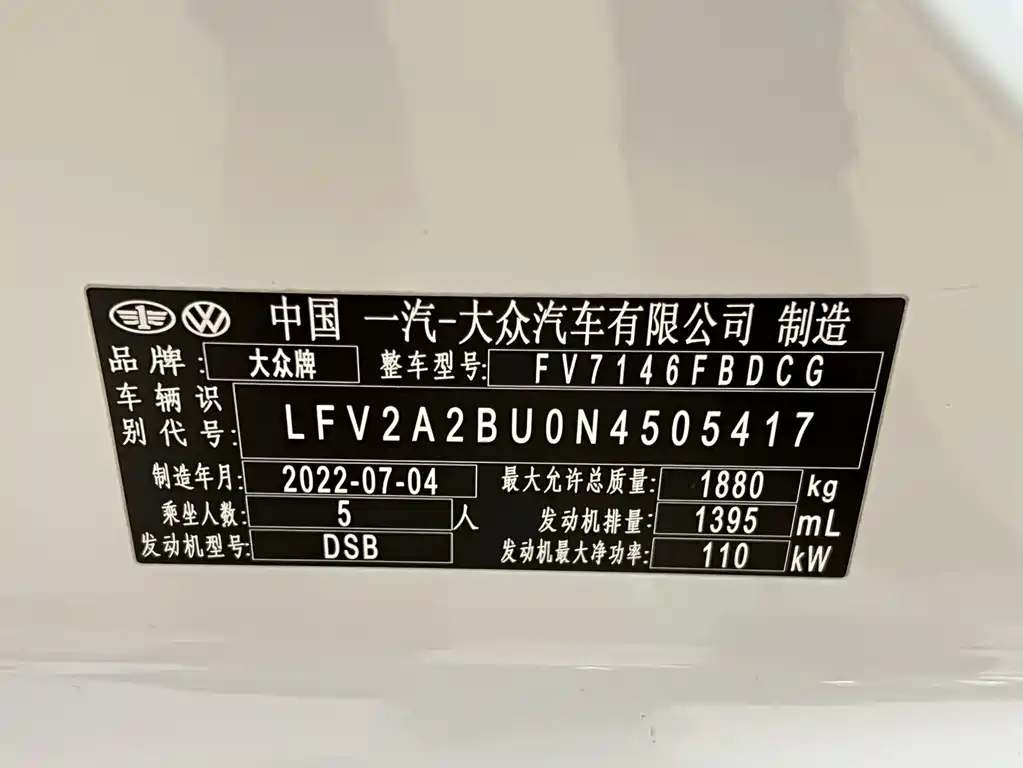 中国 一汽-大众汽车有限公司 制造
品牌: 大众牌 整车型号: FV7146FBDCG
车辆识
别代号: LFV2A2BU0N4505417
制造年月: 2022-07-04 最大允许总质量: 1880 kg
乘坐人数: 5 人 发动机排量: 1395 mL
发动机型号: DSB 发动机最大净功率: 110 kW